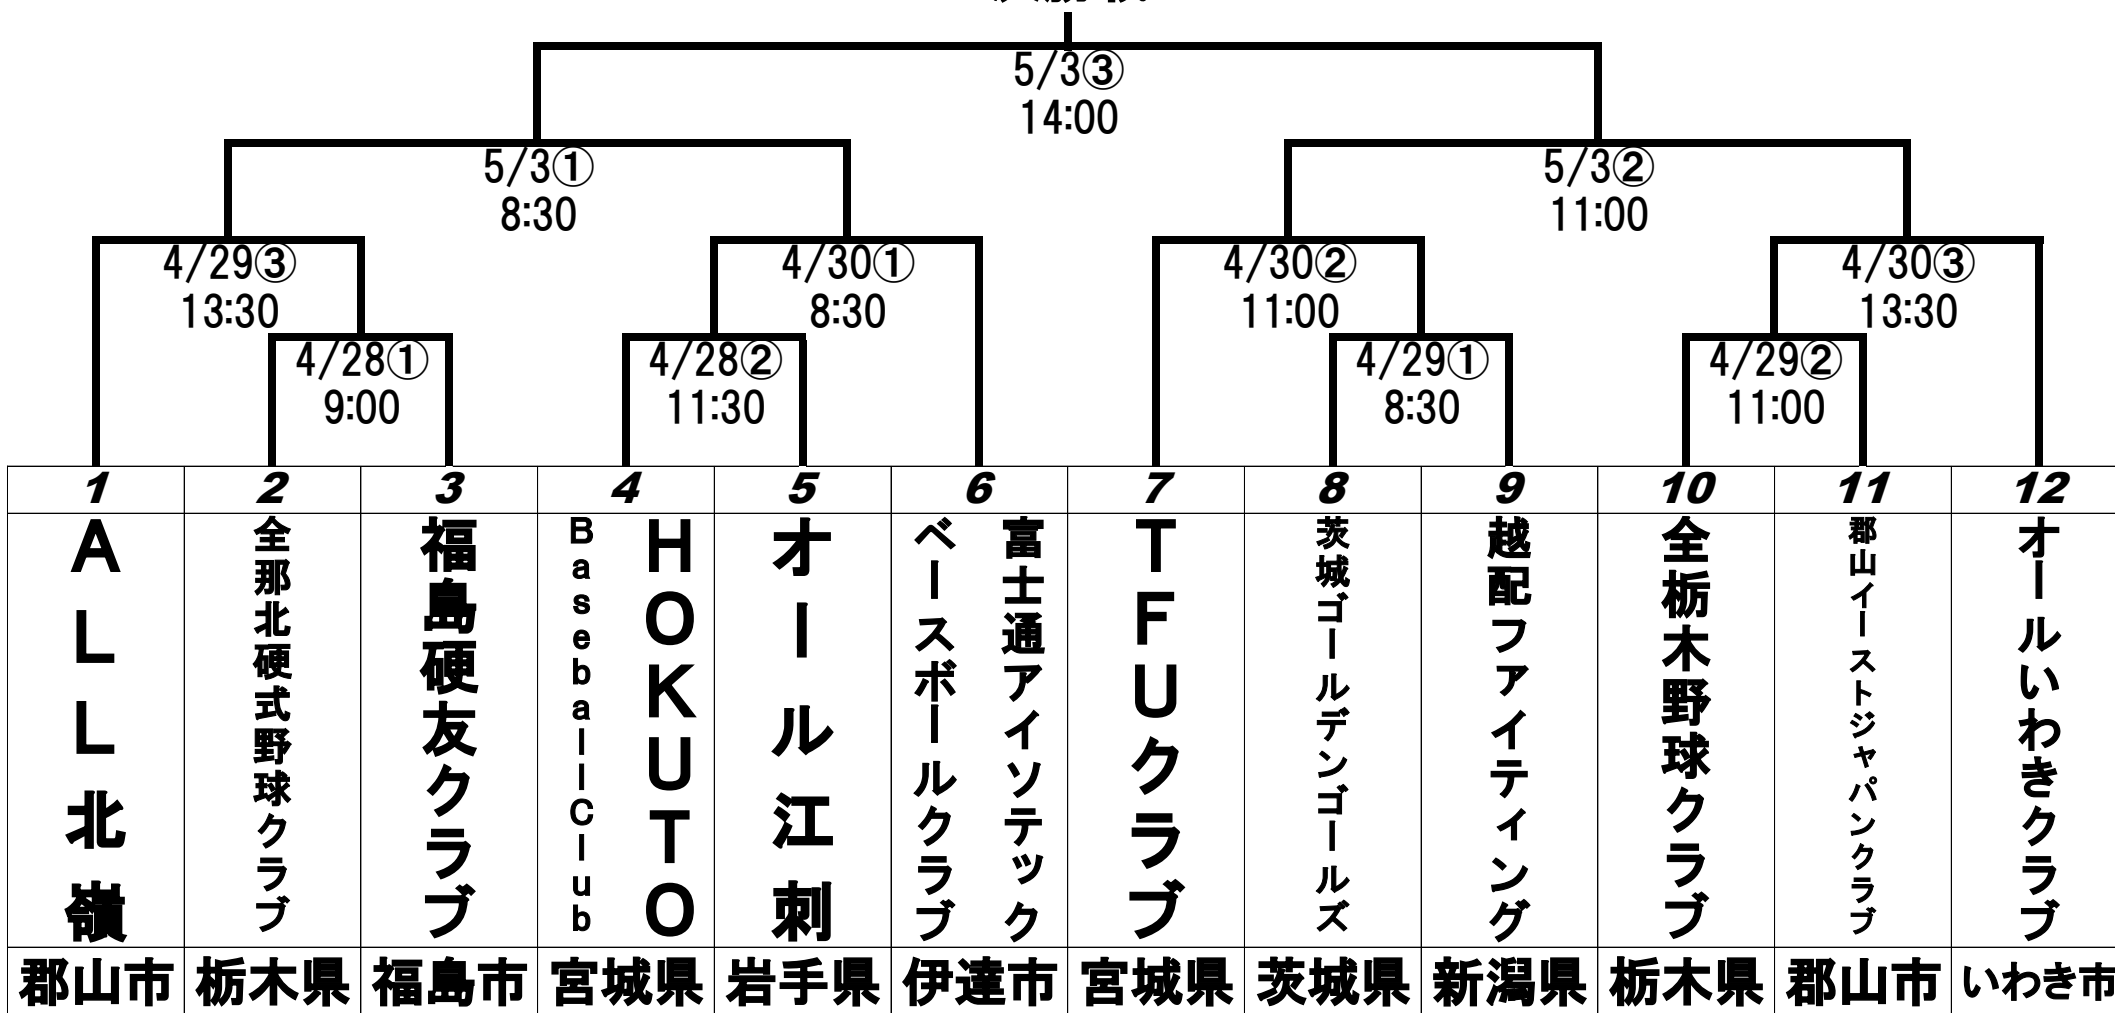 5/3③
14:00
5/3①
8:30
5/3②
11:00
4/29③
13:30
4/30①
8:30
4/30②
11:00
4/30③
13:30
4/28①
9:00
4/28②
11:30
4/29①
8:30
4/29②
11:00
1
2
3
4
5
6
7
8
9
10
11
12
ALL北嶺
全那北硬式野球クラブ
福島硬友クラブ
HOKUTO
BaseballClub
オール江刺
富士通アイソテック
ベースボールクラブ
TFUクラブ
茨城ゴールデンゴールズ
越配ファイティング
全栃木野球クラブ
郡山イーストジャパンクラブ
オールいわきクラブ
郡山市
栃木県
福島市
宮城県
岩手県
伊達市
宮城県
茨城県
新潟県
栃木県
郡山市
いわき市